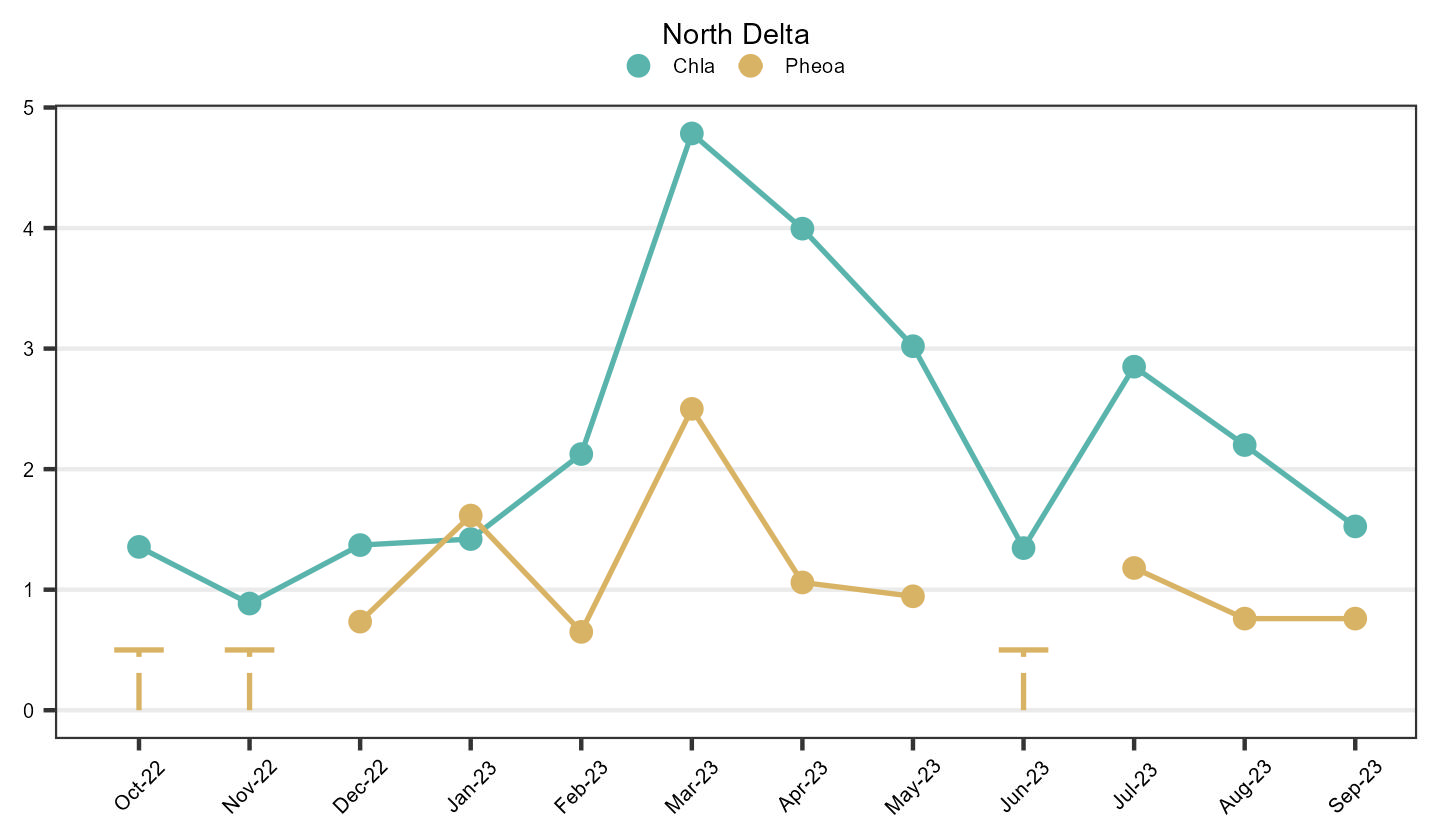 North Delta
Chla Pheoa
5
4
3
2
1
0
Oct-22 Nov-22 Dec-22 Jan-23 Feb-23 Mar-23 Apr-23 May-23 Jun-23 Jul-23 Aug-23 Sep-23